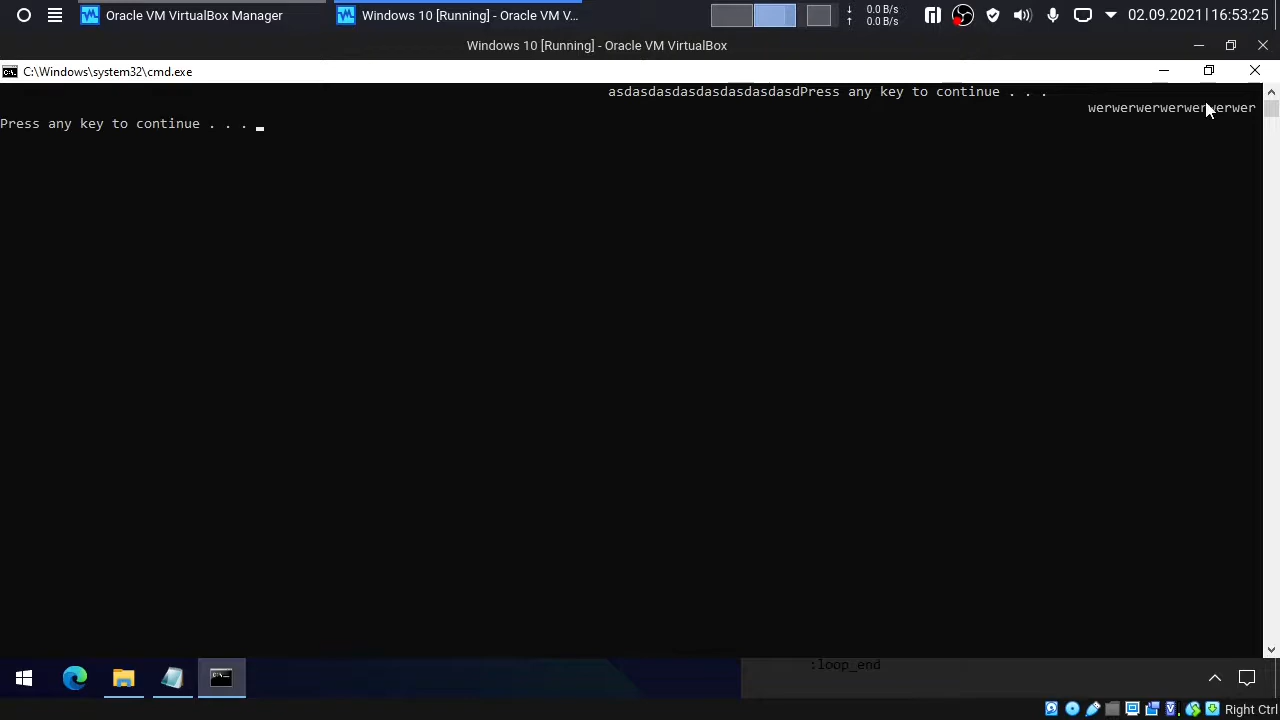 Oracle VM VirtualBox Manager
Windows 10 [Running] - Oracle VM V...
0.0 B/s
0.0 B/s
02.09.2021 | 16:53:25
Windows 10 [Running] - Oracle VM VirtualBox
C:\Windows\system32\cmd.exe
asdasdasdasdasdasdasdasdPress any key to continue . . .
werwerwerwerwerwerwer
Press any key to continue . . .
:loop_end
Right Ctrl